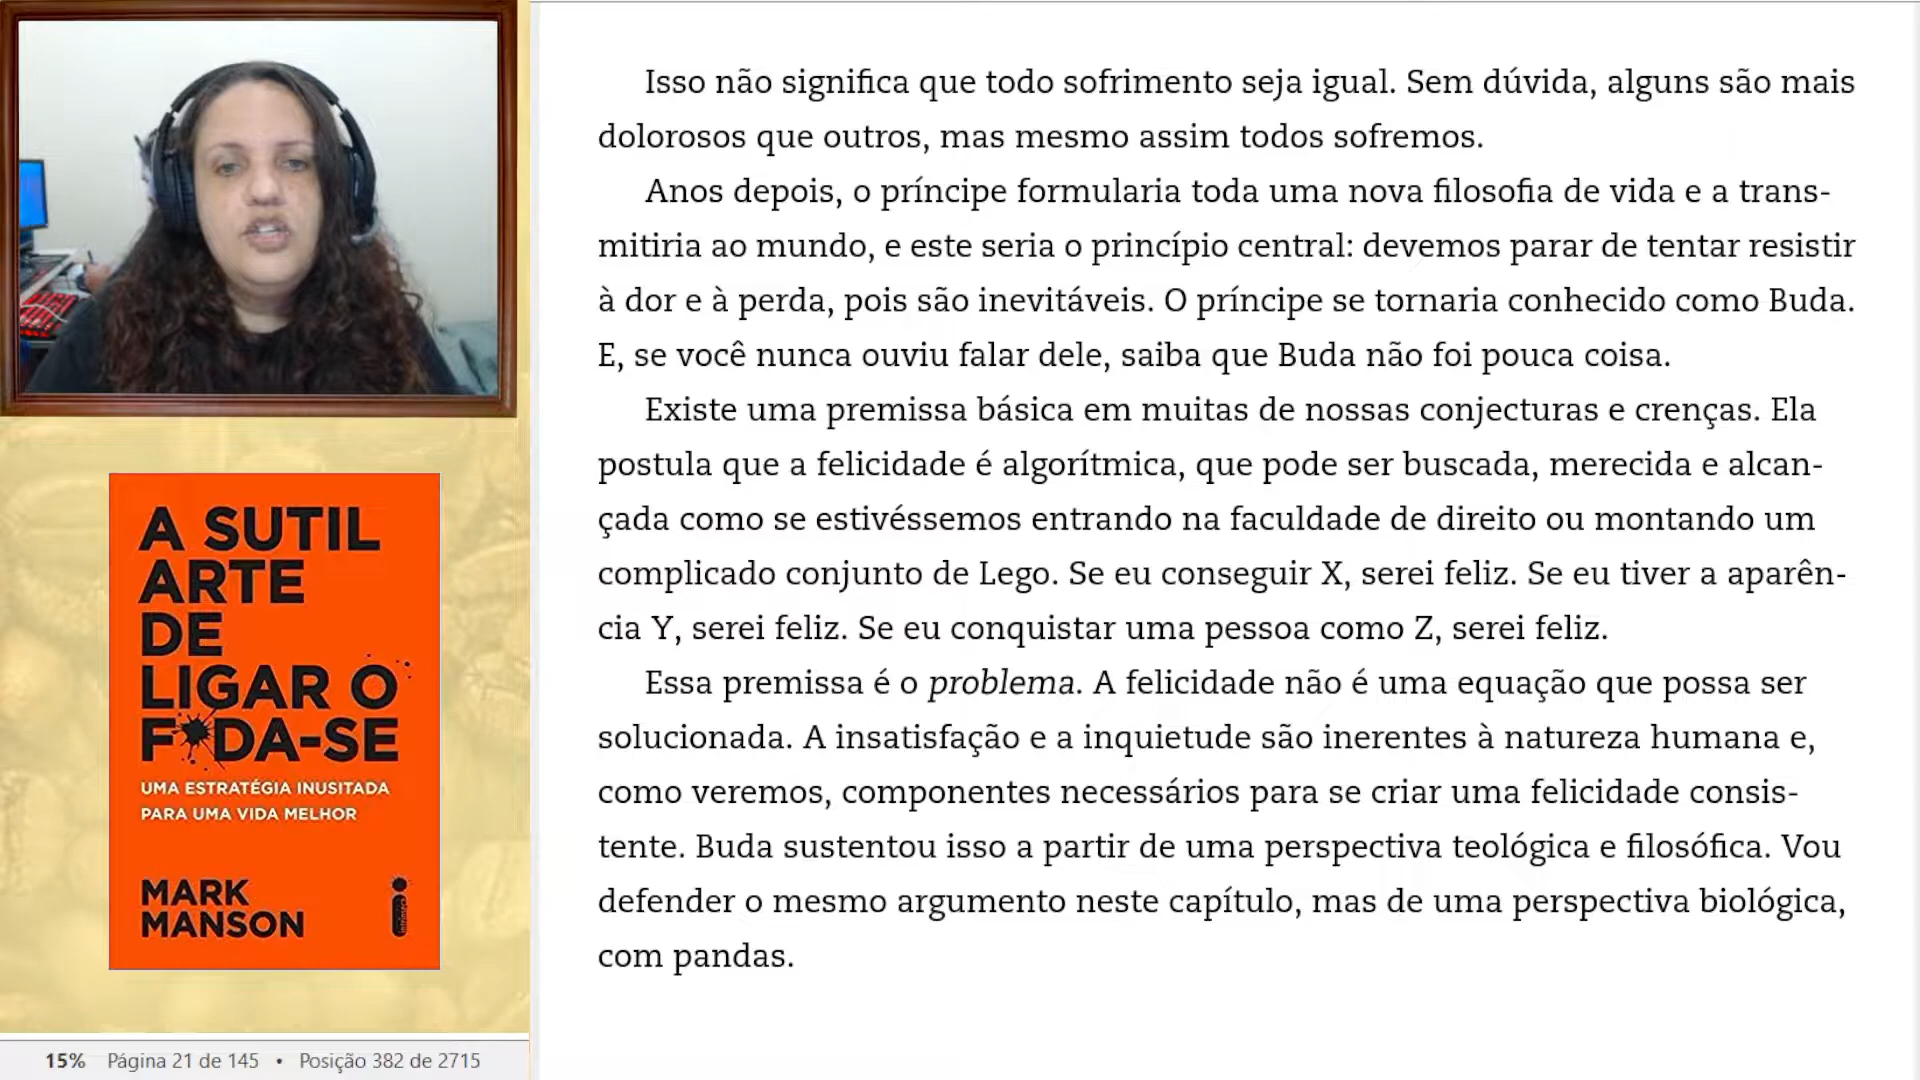 Isso não significa que todo sofrimento seja igual. Sem dúvida, alguns são mais
dolorosos que outros, mas mesmo assim todos sofremos.
Anos depois, o príncipe formularia toda uma nova filosofia de vida e a trans-
mitiria ao mundo, e este seria o princípio central: devemos parar de tentar resistir
à dor e à perda, pois são inevitáveis. O príncipe se tornaria conhecido como Buda.
E, se você nunca ouviu falar dele, saiba que Buda não foi pouca coisa.
Existe uma premissa básica em muitas de nossas conjecturas e crenças. Ela
postula que a felicidade é algorítmica, que pode ser buscada, merecida e alcan-
çada como se estivéssemos entrando na faculdade de direito ou montando um
complicado conjunto de Lego. Se eu conseguir X, serei feliz. Se eu tiver a aparên-
cia Y, serei feliz. Se eu conquistar uma pessoa como Z, serei feliz.
Essa premissa é o problema. A felicidade não é uma equação que possa ser
solucionada. A insatisfação e a inquietude são inerentes à natureza humana e,
como veremos, componentes necessários para se criar uma felicidade consis-
tente. Buda sustentou isso a partir de uma perspectiva teológica e filosófica. Vou
defender o mesmo argumento neste capítulo, mas de uma perspectiva biológica,
com pandas.
A SUTIL
ARTE
DE
LIGAR O
F*DA-SE
UMA ESTRATÉGIA INUSITADA
PARA UMA VIDA MELHOR
MARK
MANSON
15% Página 21 de 145 • Posição 382 de 2715